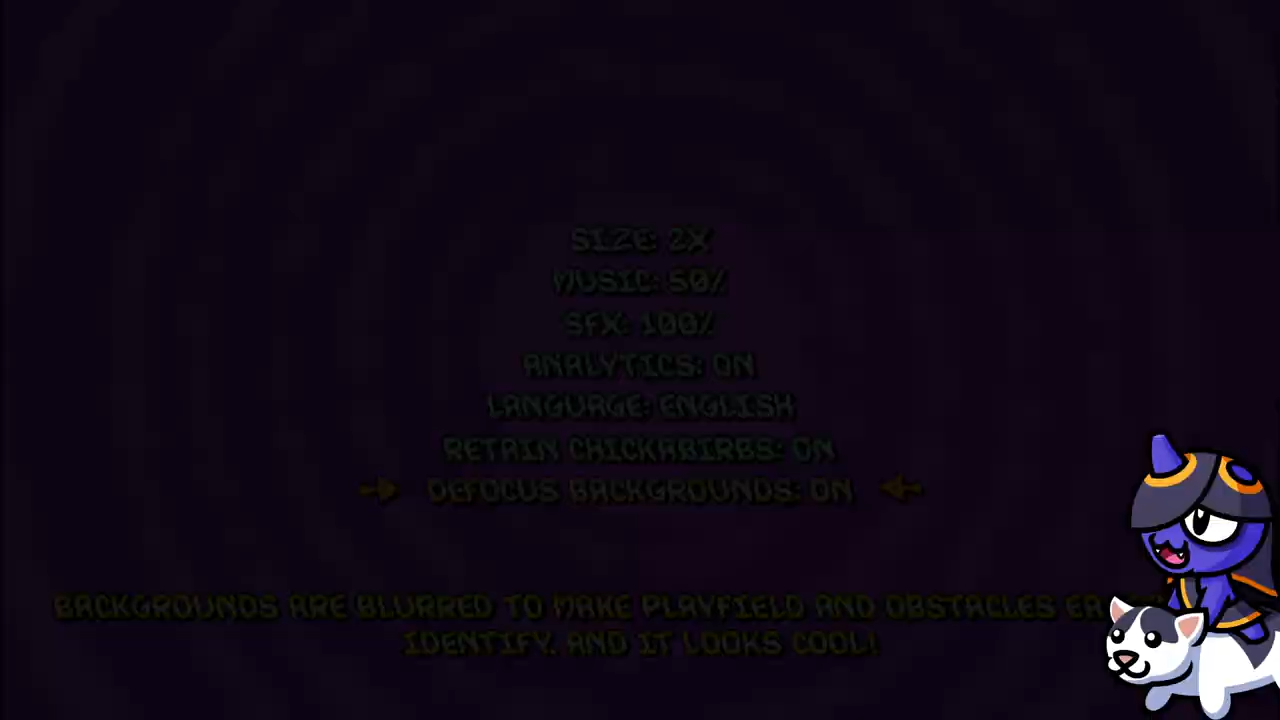 SIZE: 2X
MUSIC: 50%
SFX: 100%
ANALYTICS: ON
LANGUAGE: ENGLISH
RETAIN CHICKABIRBS: ON
DEFOCUS BACKGROUNDS: ON
BACKGROUNDS ARE BLURRED TO MAKE PLAYFIELD AND OBSTACLES EA
IDENTIFY. AND IT LOOKS COOL!